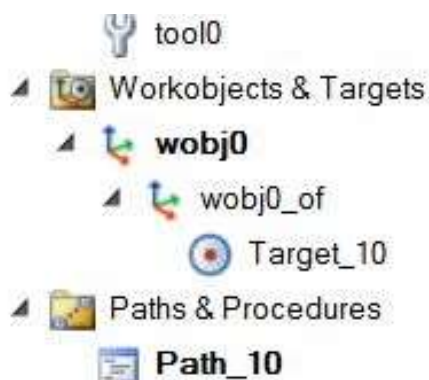 tool0
Workobjects & Targets
wobj0
wobj0_of
Target_10
Paths & Procedures
Path_10